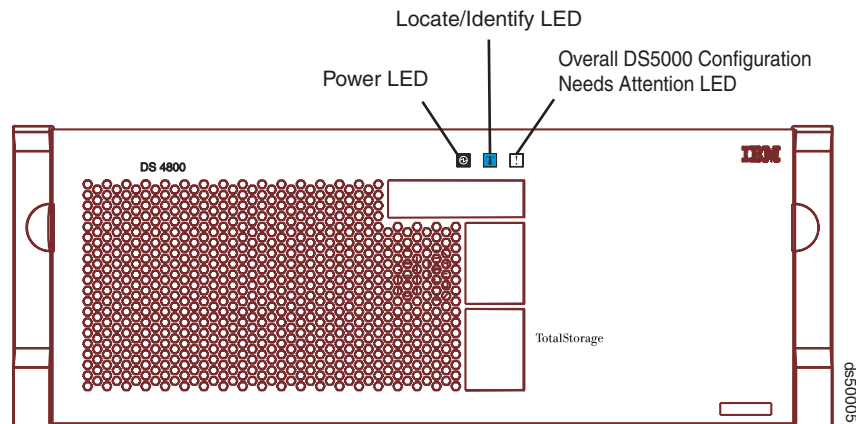 Locate/Identify LED
Overall DS5000 Configuration
Needs Attention LED
Power LED
DS 4800
!
IBM
TotalStorage
ds50005